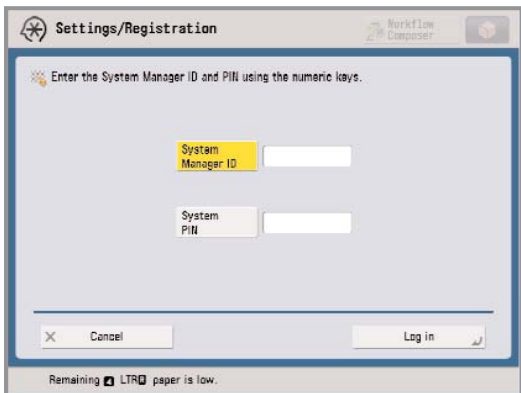 Settings/Registration
Workflow
Composer
Enter the System Manager ID and PIN using the numeric keys.
System
Manager ID
System
PIN
Cancel
Log in
Remaining 4 LTR paper is low.